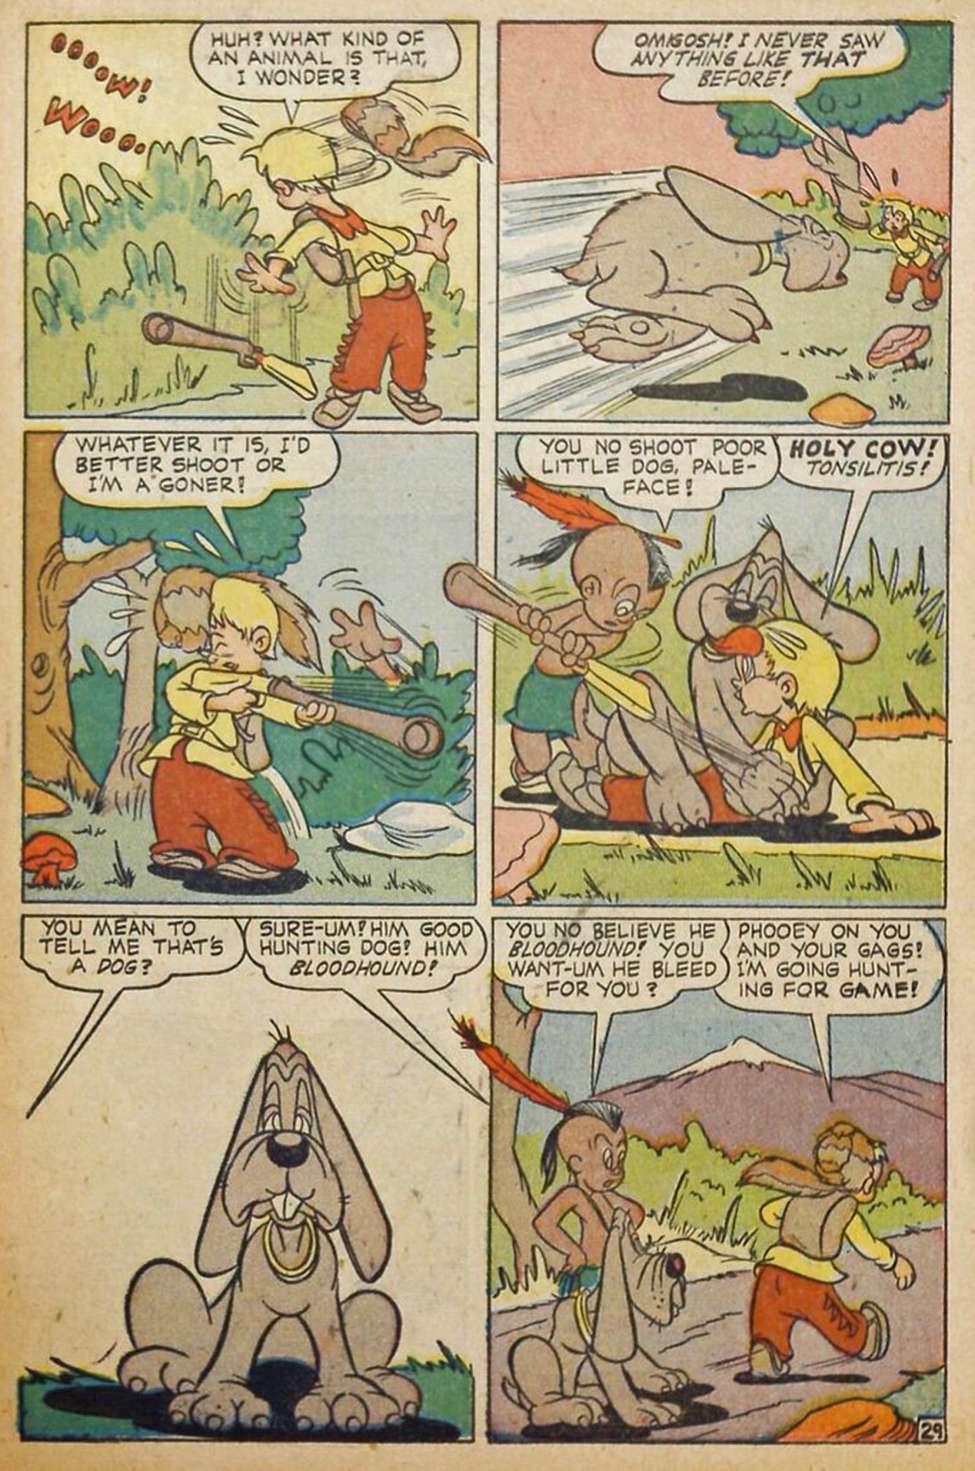 OOOOW!
WOOO..
HUH? WHAT KIND OF
AN ANIMAL IS THAT,
I WONDER?
OMIGOSH! I NEVER SAW
ANYTHING LIKE THAT
BEFORE!
WHATEVER IT IS, I'D
BETTER SHOOT OR
I'M A GONER!
YOU NO SHOOT POOR
LITTLE DOG, PALE-
FACE!
HOLY COW!
TONSILITIS!
YOU MEAN TO
TELL ME THAT'S
A DOG?
SURE-UM! HIM GOOD
HUNTING DOG! HIM
BLOODHOUND!
YOU NO BELIEVE HE
BLOODHOUND! YOU
WANT-UM HE BLEED
FOR YOU?
PHOOEY ON YOU
AND YOUR GAGS!
I'M GOING HUNT-
ING FOR GAME!
29